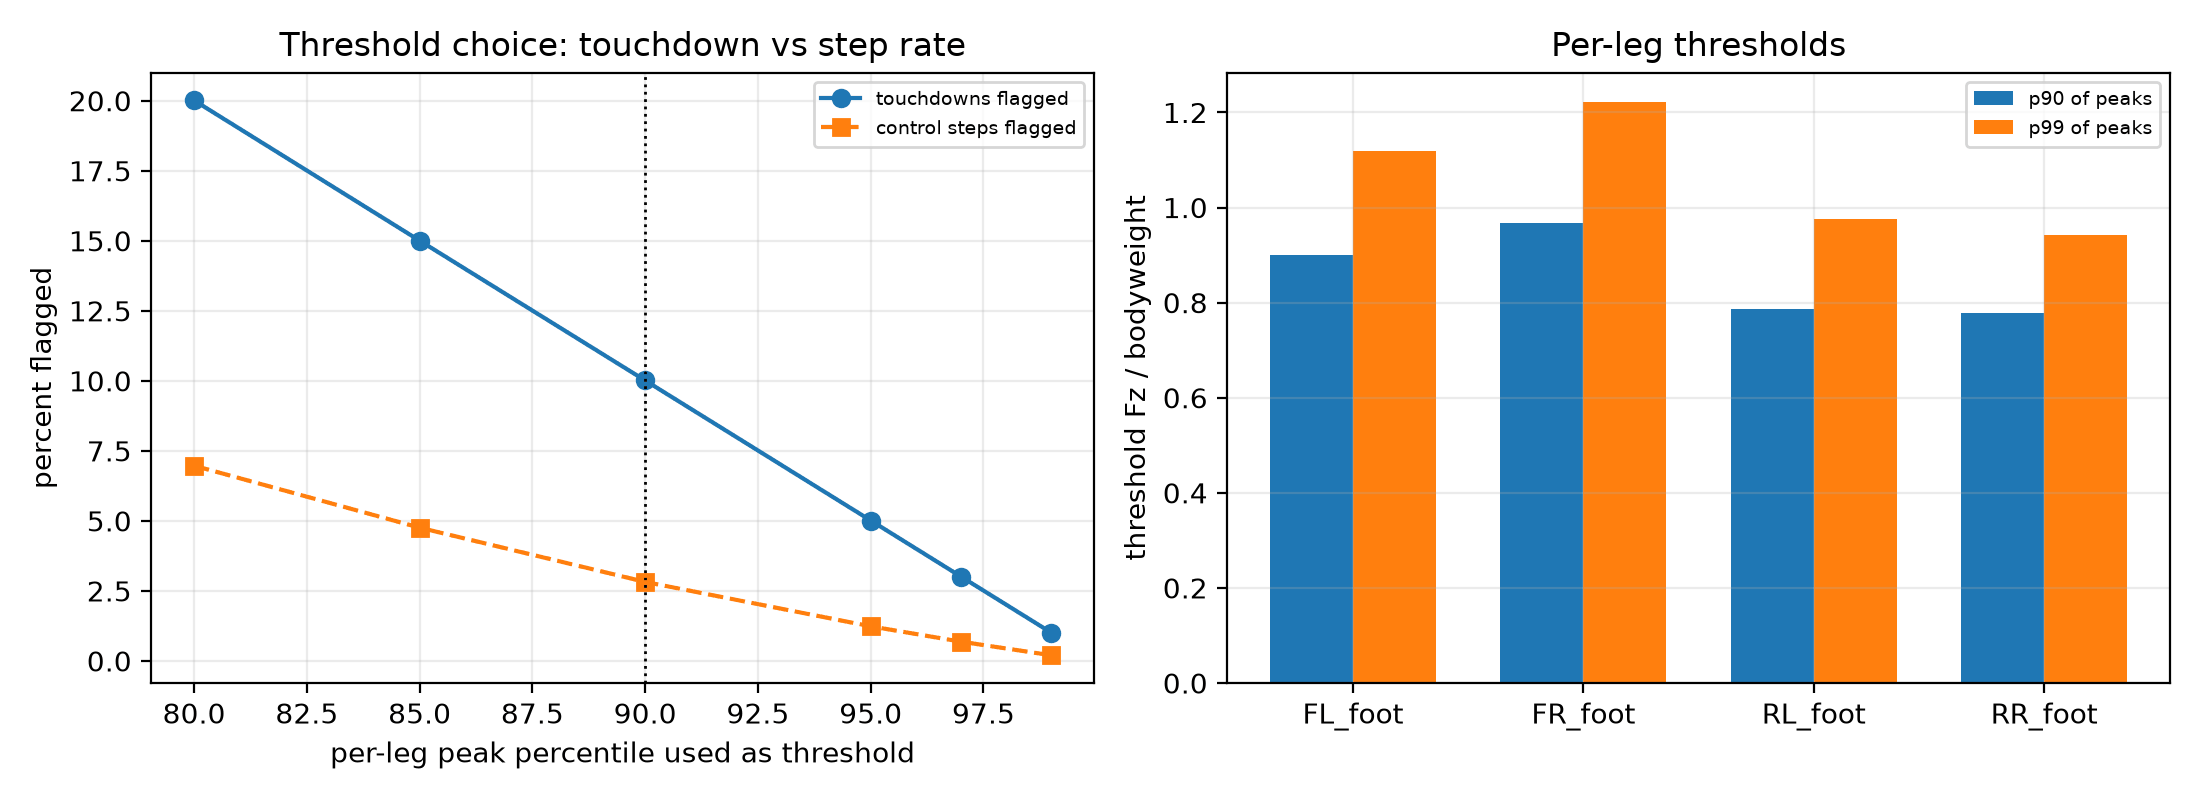 Threshold choice: touchdown vs step rate
percent flagged
20.0
17.5
15.0
12.5
10.0
7.5
5.0
2.5
0.0
touchdowns flagged
control steps flagged
80.0 82.5 85.0 87.5 90.0 92.5 95.0 97.5
per-leg peak percentile used as threshold
Per-leg thresholds
threshold Fz / bodyweight
1.2
1.0
0.8
0.6
0.4
0.2
0.0
p90 of peaks
p99 of peaks
FL_foot FR_foot RL_foot RR_foot